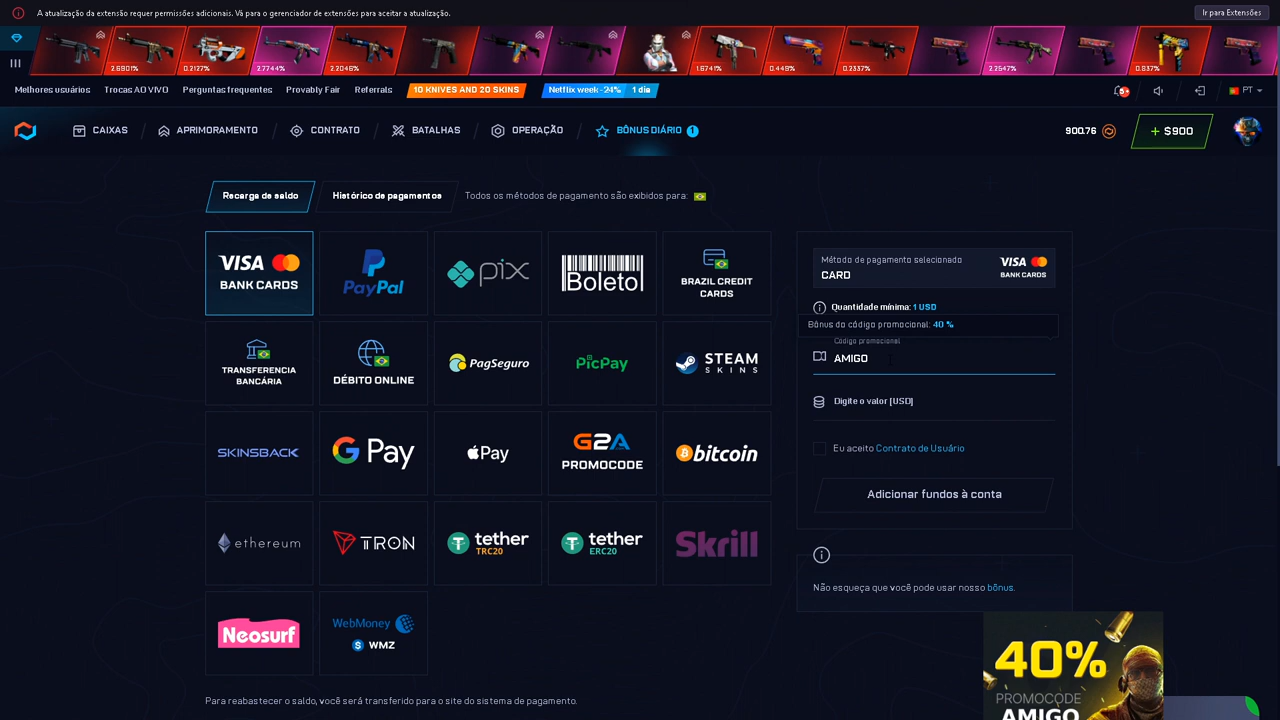 A atualização da extensão requer permissões adicionais. Vá para o gerenciador de extensões para aceitar a atualização.
Ir para Extensões
2.6901% 0.2127% 2.7744% 2.2046% 1.6741% 0.448% 0.2337% 2.2547% 0.837%
Melhores usuários Trocas AO VIVO Perguntas frequentes Provably Fair Referrals 10 KNIVES AND 20 SKINS Netflix week -24% 1 dia 5+ PT
CAIXAS APRIMORAMENTO CONTRATO BATALHAS OPERAÇÃO BÔNUS DIÁRIO 1 900.76 + $900
Recarga de saldo Histórico de pagamentos Todos os métodos de pagamento são exibidos para:
VISA
BANK CARDS
PayPal
pix
Boleto
BRAZIL CREDIT
CARDS
TRANSFERENCIA
BANCÁRIA
DÉBITO ONLINE
PagSeguro
PicPay
STEAM
SKINS
SKINSBACK
G Pay
Pay
G2A
PROMOCODE
bitcoin
ethereum
TRON
tether
TRC20
tether
ERC20
Skrill
Neosurf
WebMoney
WMZ
Para reabastecer o saldo, você será transferido para o site do sistema de pagamento.
Método de pagamento selecionado
CARD
VISA
BANK CARDS
Quantidade mínima: 1 USD
Bônus do código promocional: 40 %
Código promocional
AMIGO
Digite o valor [USD]
Eu aceito Contrato de Usuário
Adicionar fundos à conta
Não esqueça que você pode usar nosso bônus.
40%
PROMOCODE
AMIGO